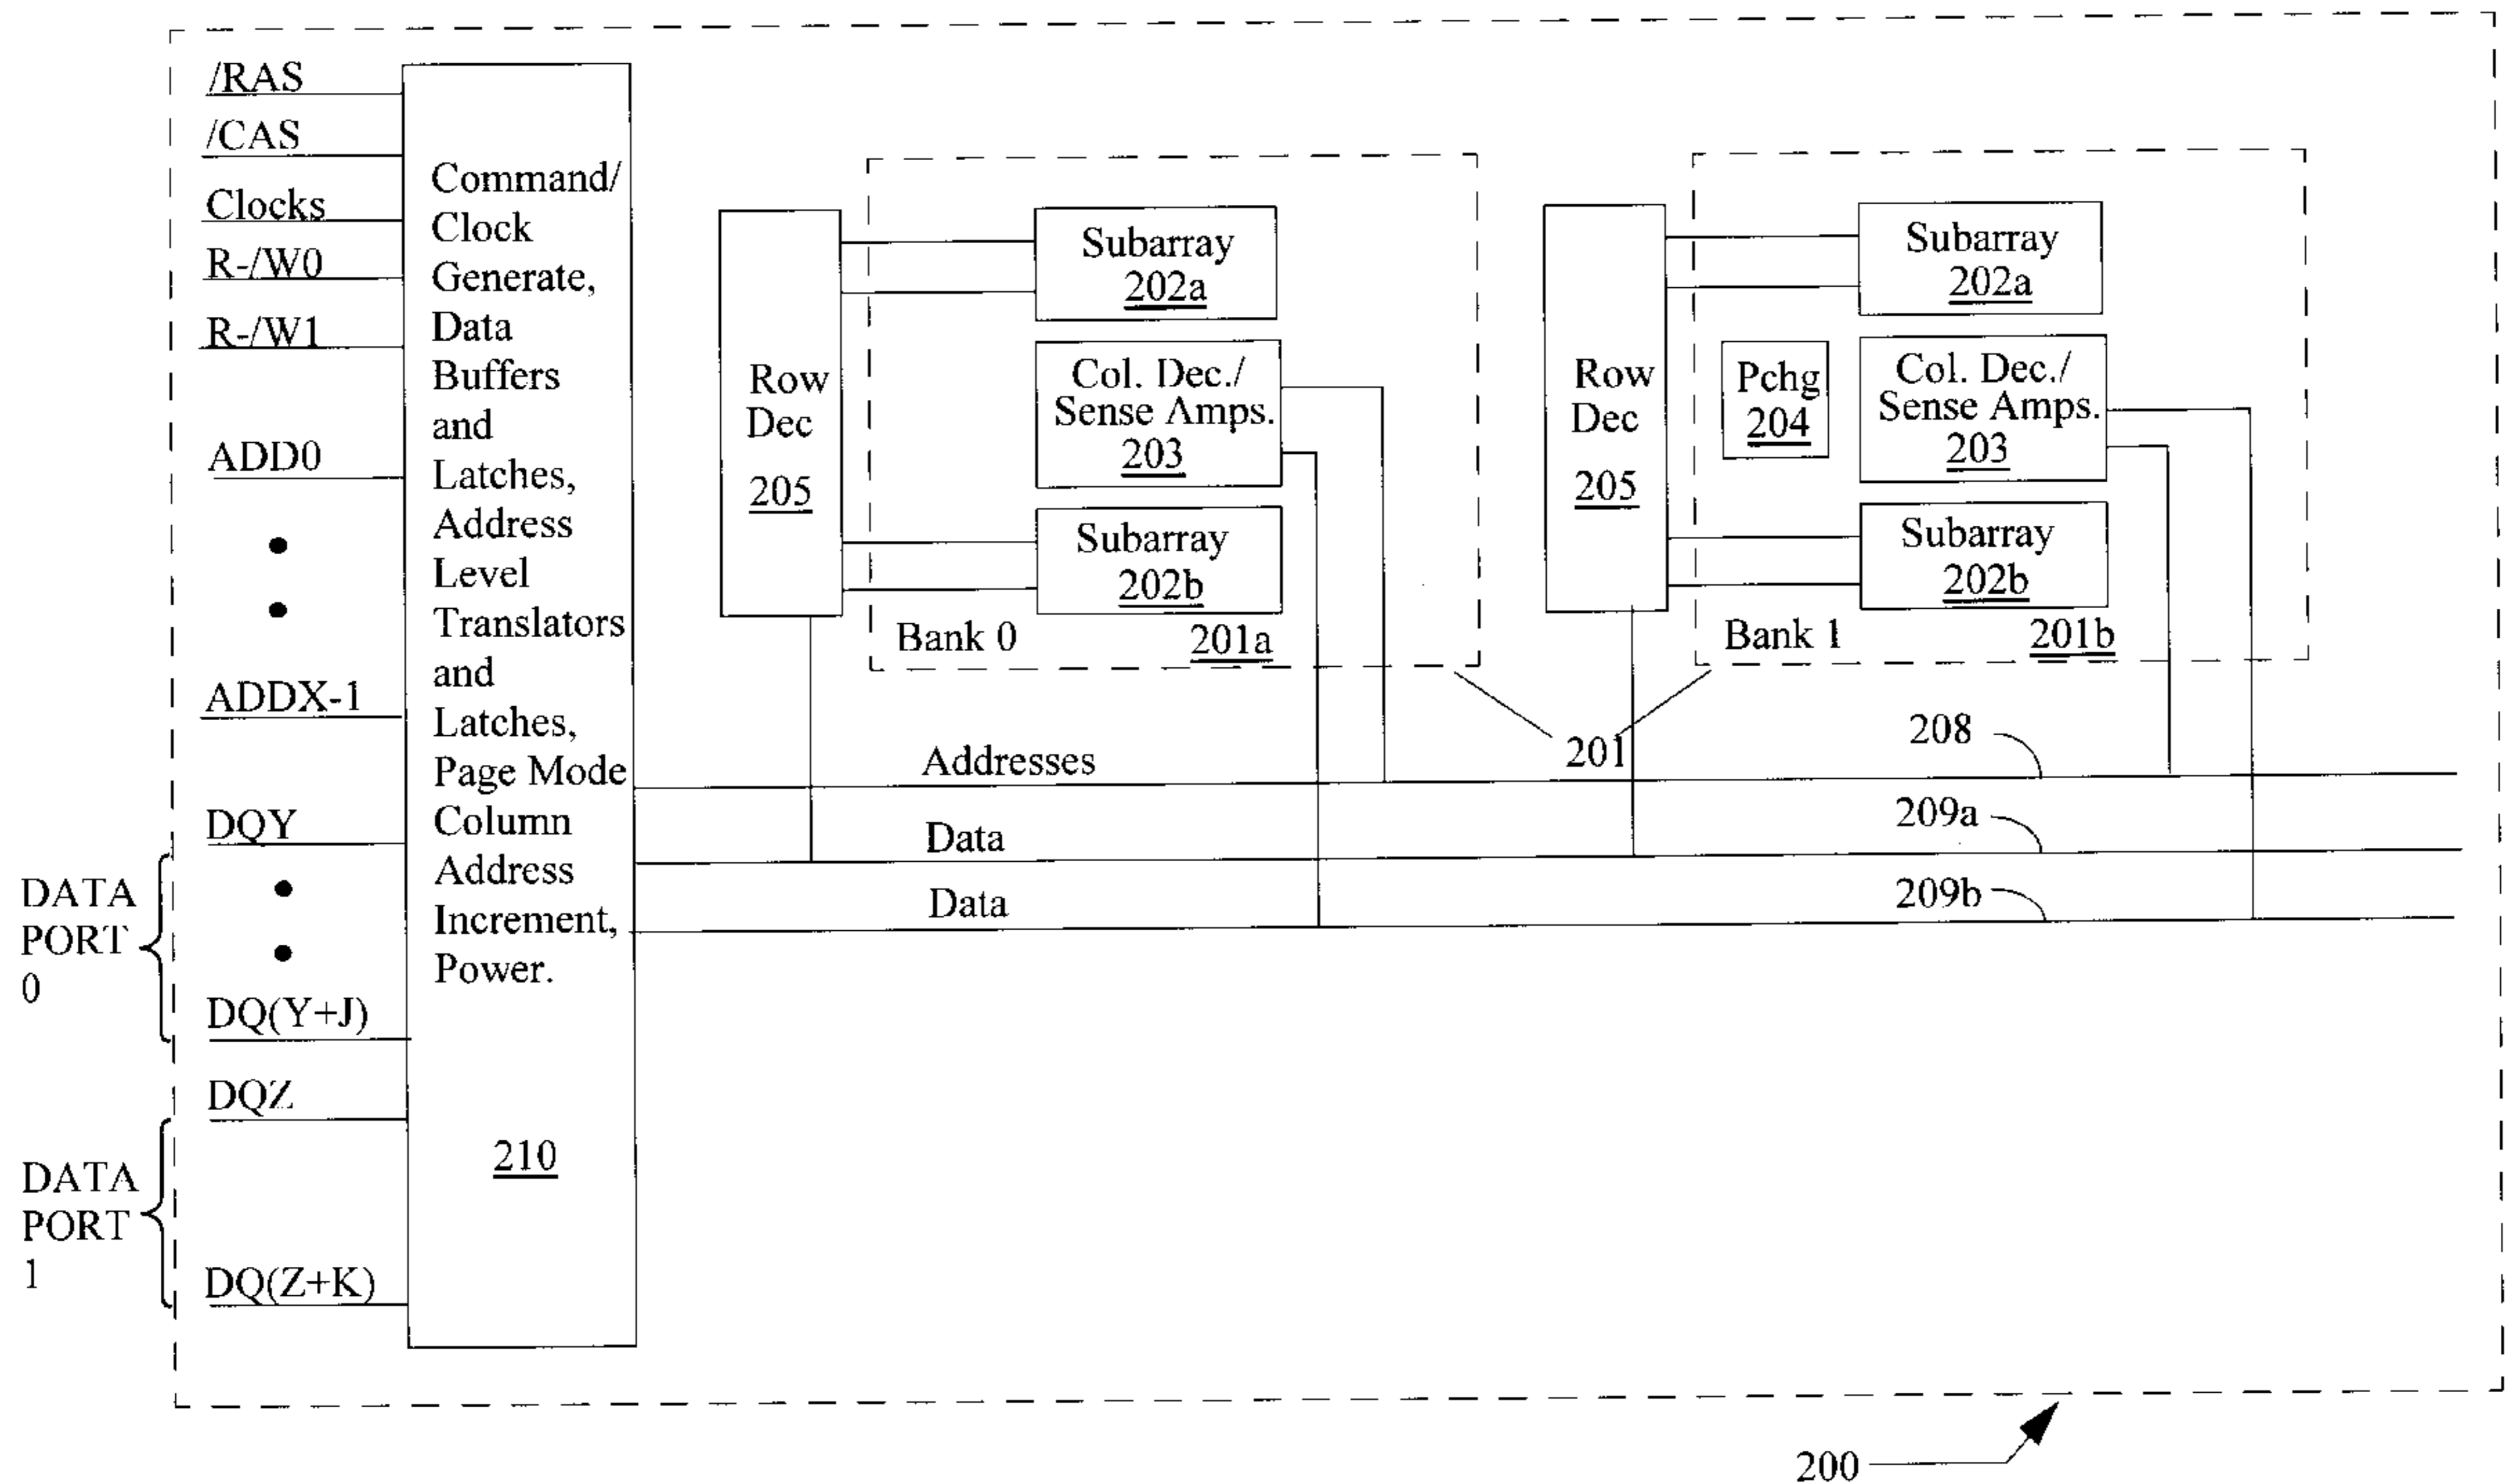 /RAS
/CAS
Clocks
R-/W0
R-/W1
ADD0
ADDX-1
DQY
DQ(Y+J)
DQZ
DQ(Z+K)
DATA
PORT
0
DATA
PORT
1
Command/
Clock
Generate,
Data
Buffers
and
Latches,
Address
Level
Translators
and
Latches,
Page Mode
Column
Address
Increment,
Power.
210
Row
Dec
205
Subarray
202a
Col. Dec./
Sense Amps.
203
Subarray
202b
Bank 0
201a
Row
Dec
205
Subarray
202a
Pchg
204
Col. Dec./
Sense Amps.
203
Subarray
202b
Bank 1
201b
201
Addresses
208
Data
209a
Data
209b
200